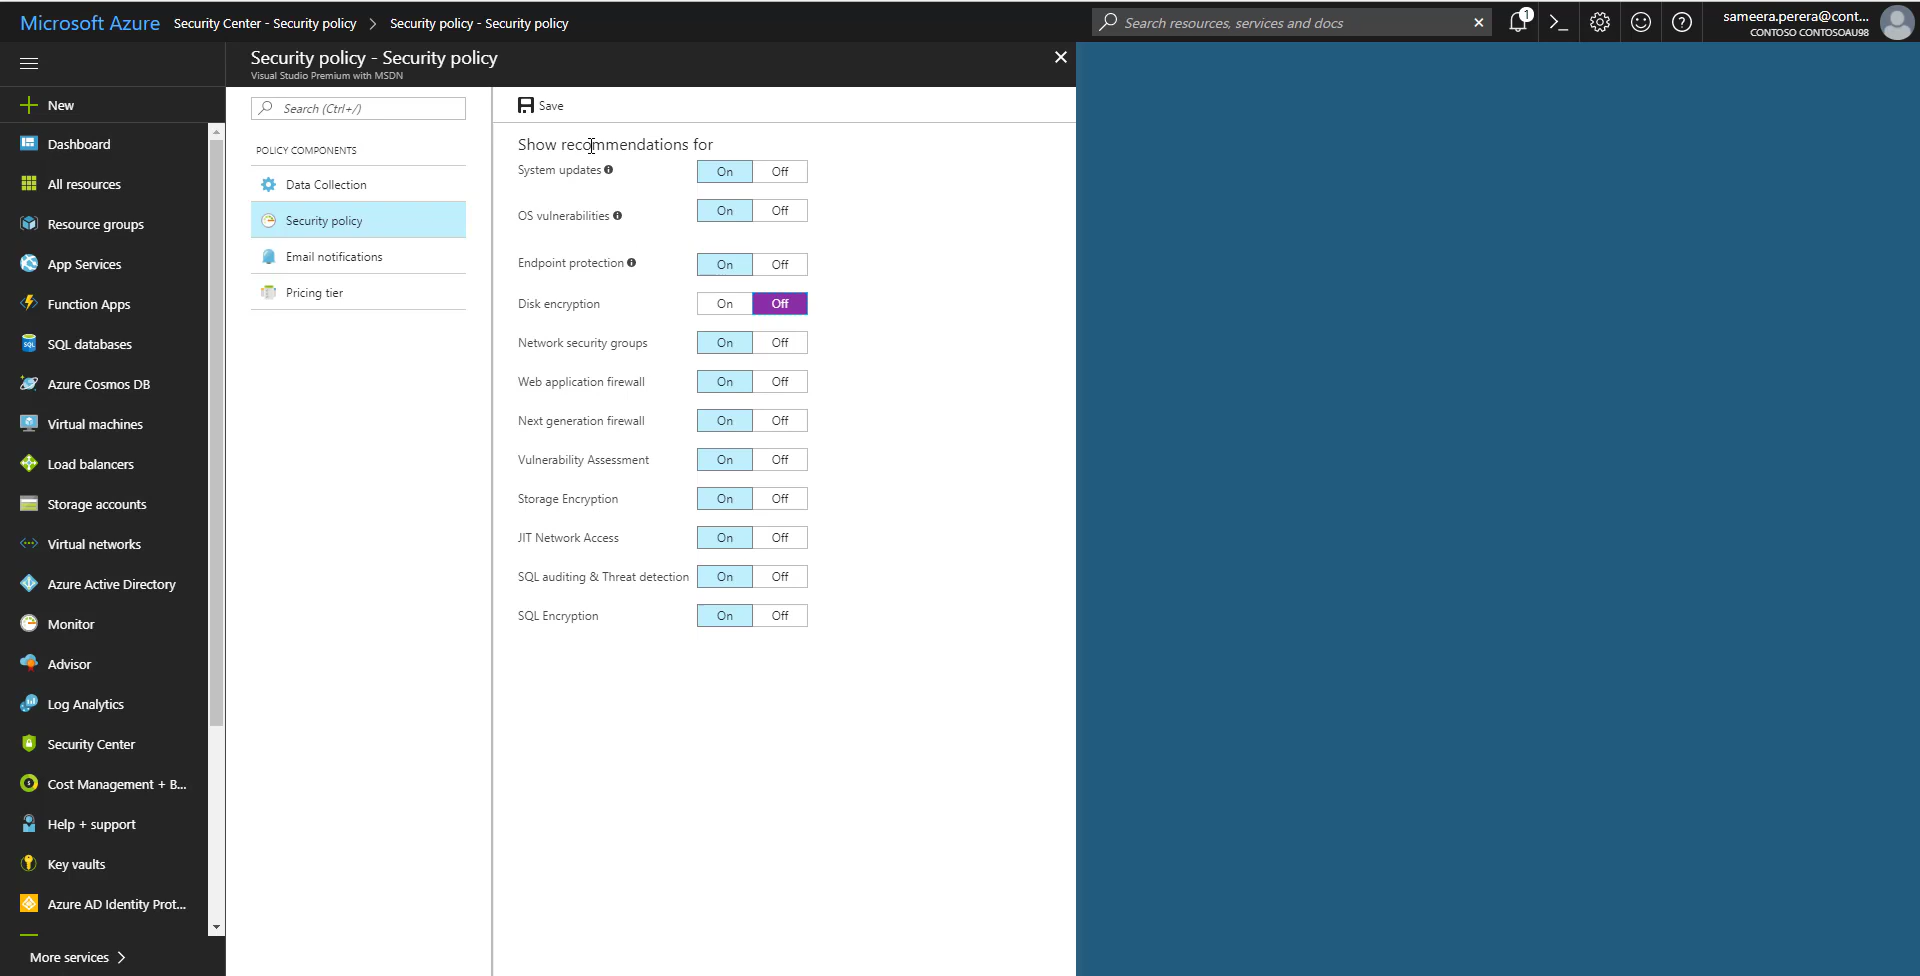 Microsoft Azure Security Center - Security policy > Security policy - Security policy
Search resources, services and docs
1
sameera.perera@cont...
CONTOSO CONTOSOAU98
Security policy - Security policy
Visual Studio Premium with MSDN
New
Dashboard
All resources
Resource groups
App Services
Function Apps
SQL databases
Azure Cosmos DB
Virtual machines
Load balancers
Storage accounts
Virtual networks
Azure Active Directory
Monitor
Advisor
Log Analytics
Security Center
Cost Management + B...
Help + support
Key vaults
Azure AD Identity Prot...
More services >
Search (Ctrl+/)
POLICY COMPONENTS
Data Collection
Security policy
Email notifications
Pricing tier
Save
Show recommendations for
System updates On Off
OS vulnerabilities On Off
Endpoint protection On Off
Disk encryption On Off
Network security groups On Off
Web application firewall On Off
Next generation firewall On Off
Vulnerability Assessment On Off
Storage Encryption On Off
JIT Network Access On Off
SQL auditing & Threat detection On Off
SQL Encryption On Off